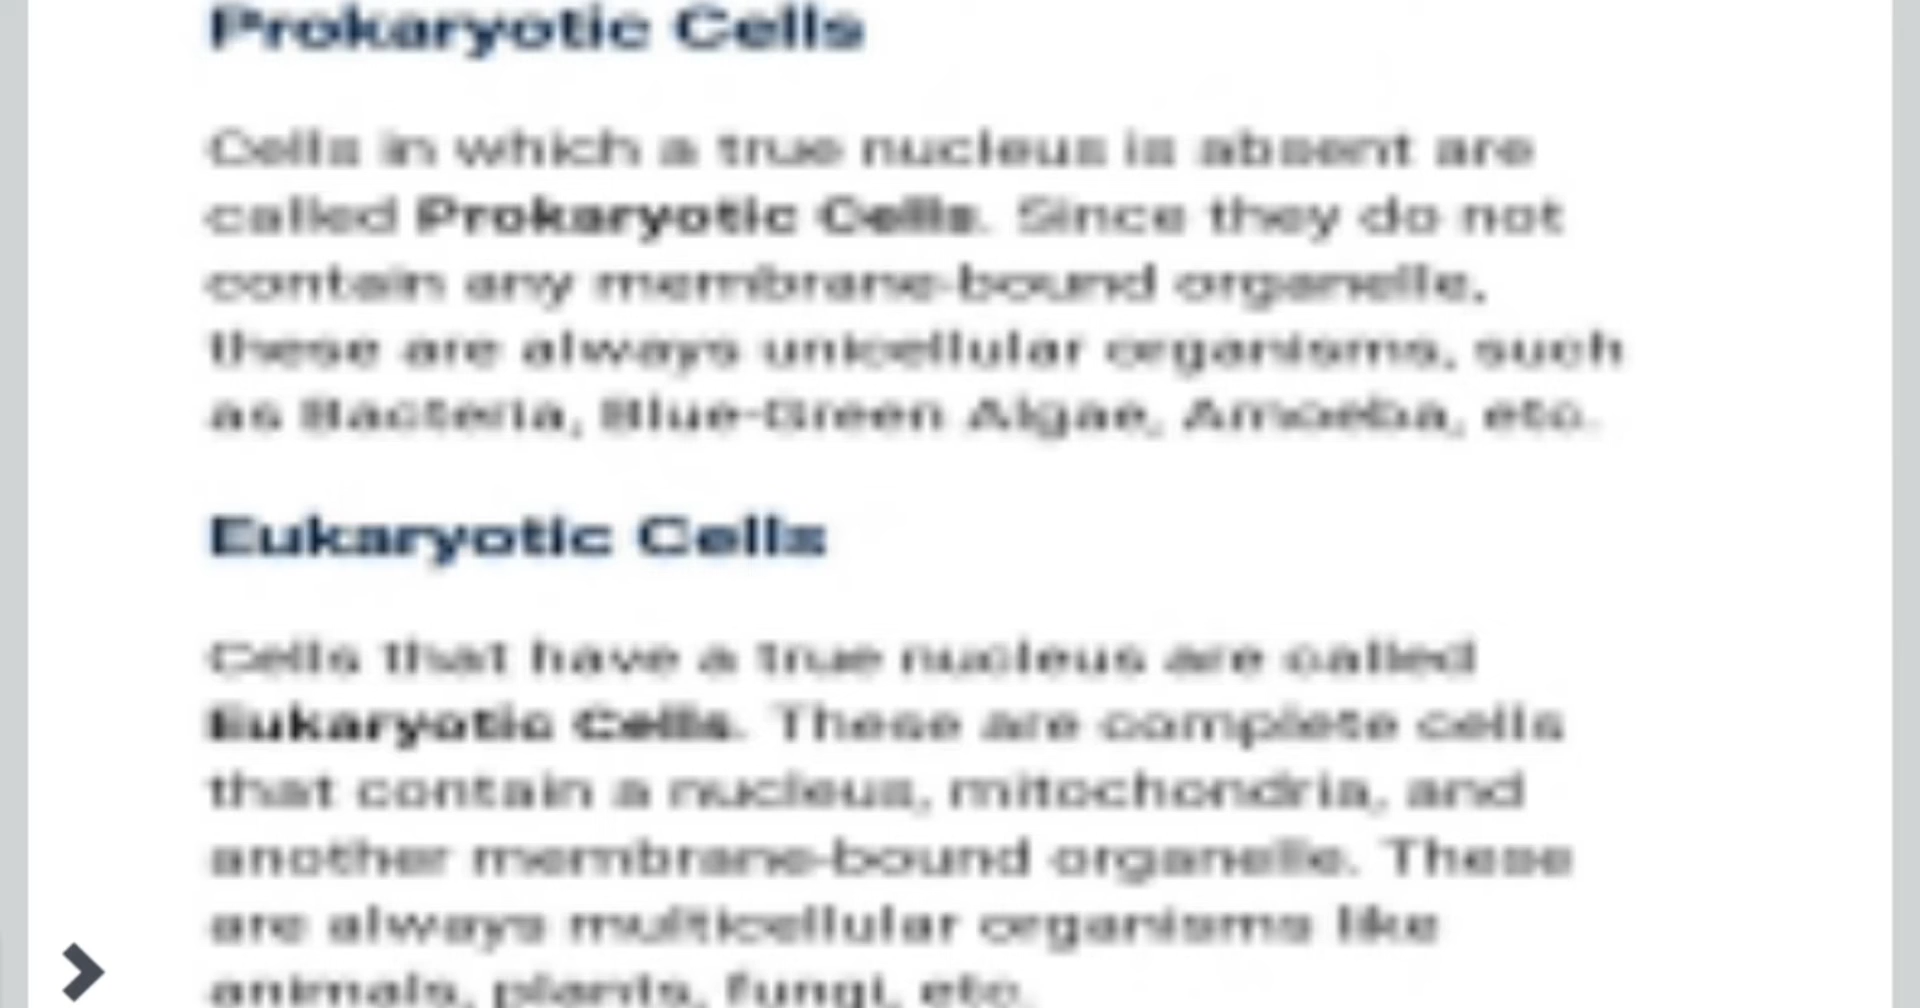 Prokaryotic Cells
Cells in which a true nucleus is absent are
called Prokaryotic Cells. Since they do not
contain any membrane-bound organelle,
these are always unicellular organisms, such
as Bacteria, Blue-Green Algae, Amoeba, etc.
Eukaryotic Cells
Cells that have a true nucleus are called
Eukaryotic Cells. These are complete cells
that contain a nucleus, mitochondria, and
another membrane-bound organelle. These
are always multicellular organisms like
animals, plants, fungi, etc.